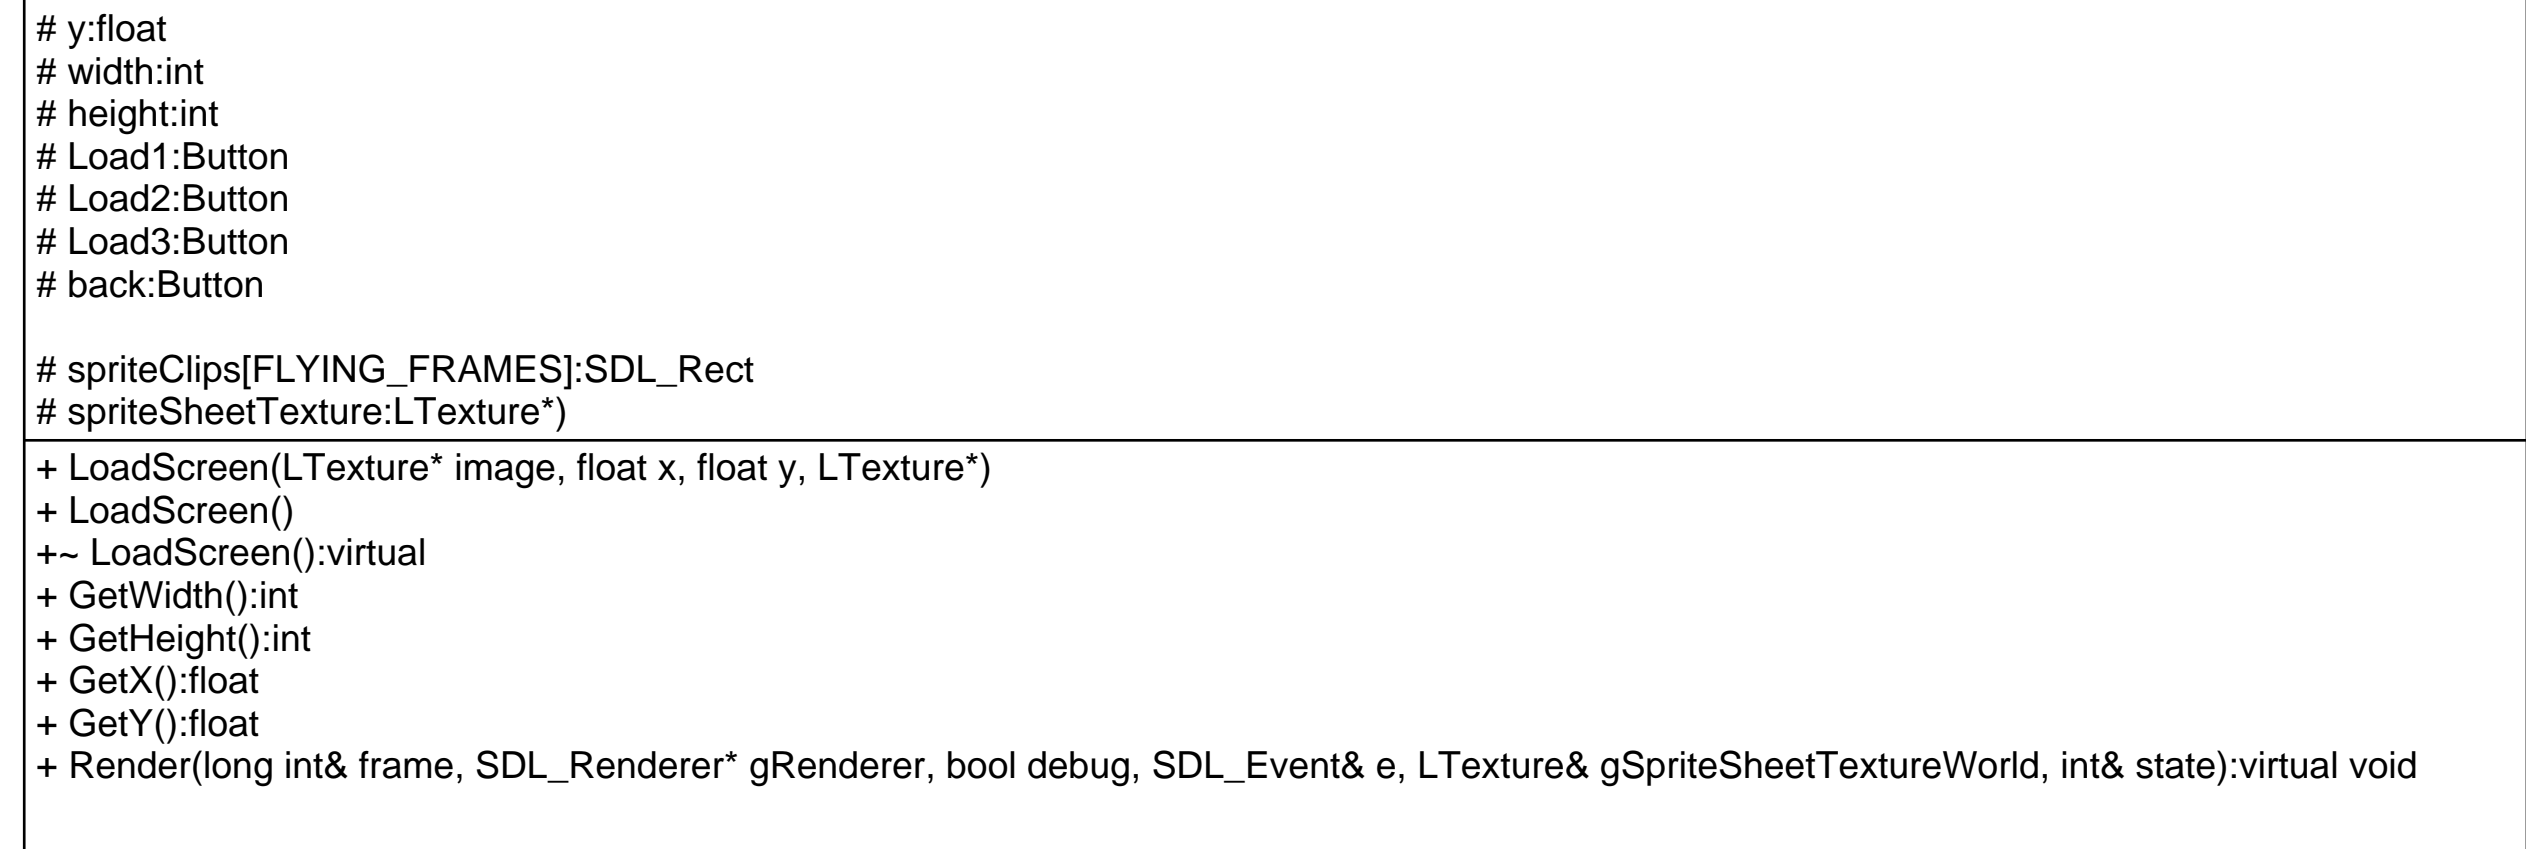 # y:float
# width:int
# height:int
# Load1:Button
# Load2:Button
# Load3:Button
# back:Button
# spriteClips[FLYING_FRAMES]:SDL_Rect
# spriteSheetTexture:LTexture*)
+ LoadScreen(LTexture* image, float x, float y, LTexture*)
+ LoadScreen()
+~ LoadScreen():virtual
+ GetWidth():int
+ GetHeight():int
+ GetX():float
+ GetY():float
+ Render(long int& frame, SDL_Renderer* gRenderer, bool debug, SDL_Event& e, LTexture& gSpriteSheetTextureWorld, int& state):virtual void